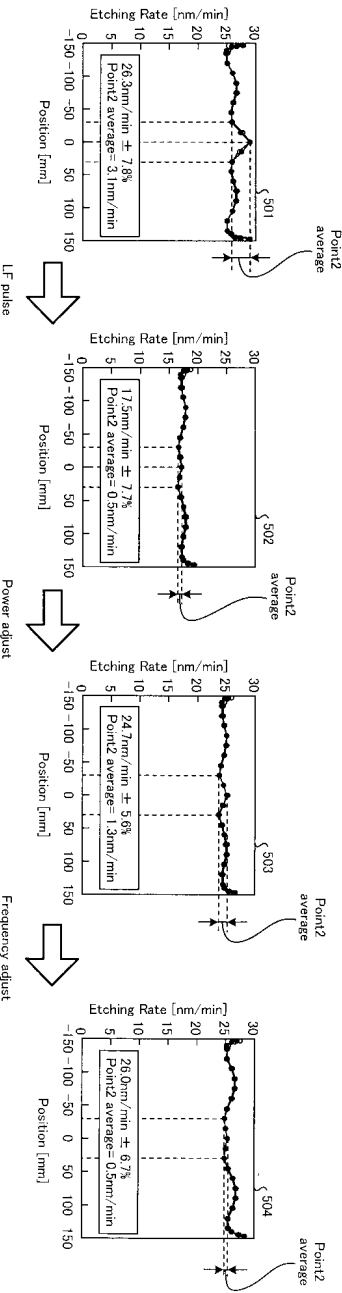 Point2
average
501
Etching Rate [nm/min]
30
25
20
15
10
5
0
26.3nm/min ± 7.8%
Point2 average= 3.1nm/min
-150 -100 -50 0 50 100 150
Position [mm]
LF pulse
Point2
average
502
Etching Rate [nm/min]
30
25
20
15
10
5
0
17.5nm/min ± 7.7%
Point2 average= 0.5nm/min
-150 -100 -50 0 50 100 150
Position [mm]
Power adjust
Point2
average
503
Etching Rate [nm/min]
30
25
20
15
10
5
0
24.7nm/min ± 5.6%
Point2 average= 1.3nm/min
-150 -100 -50 0 50 100 150
Position [mm]
Frequency adjust
Point2
average
504
Etching Rate [nm/min]
30
25
20
15
10
5
0
26.0nm/min ± 6.7%
Point2 average= 0.5nm/min
-150 -100 -50 0 50 100 150
Position [mm]